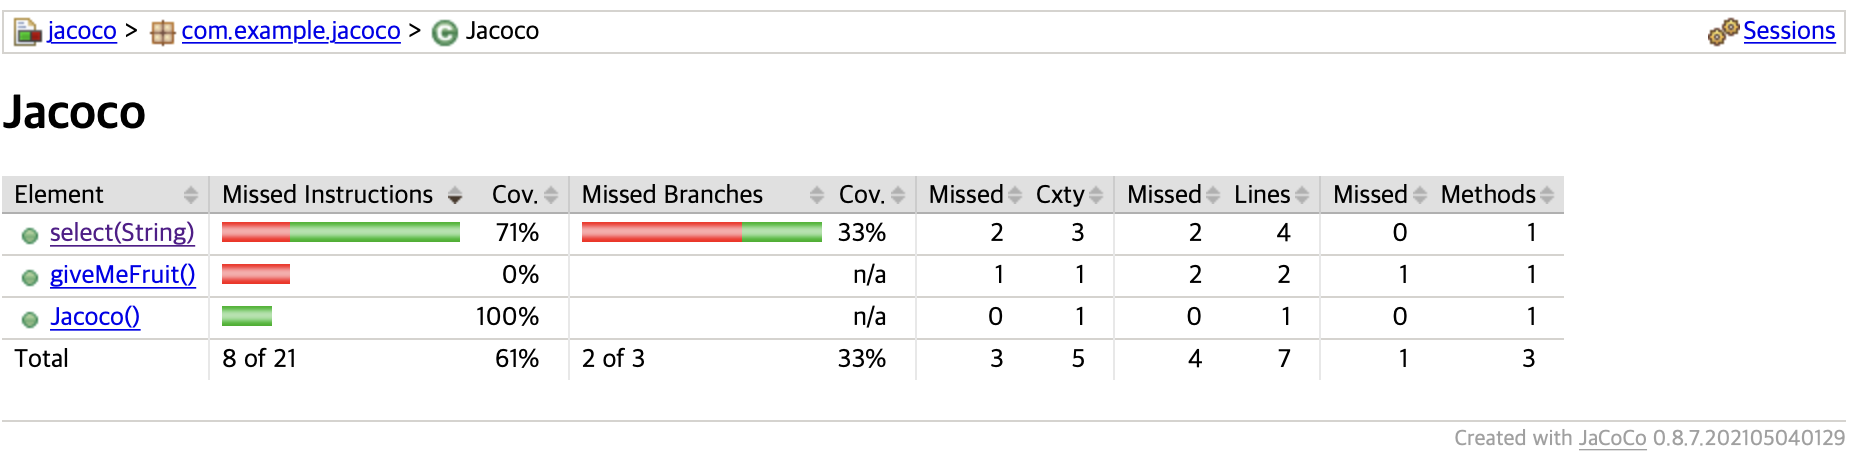 jacoco > com.example.jacoco > Jacoco Sessions
Jacoco
Element Missed Instructions Cov. Missed Branches Cov. Missed Cxty Missed Lines Missed Methods
select(String) 71% 33% 2 3 2 4 0 1
giveMeFruit() 0% n/a 1 1 2 2 1 1
Jacoco() 100% n/a 0 1 0 1 0 1
Total 8 of 21 61% 2 of 3 33% 3 5 4 7 1 3
Created with JaCoCo 0.8.7.202105040129